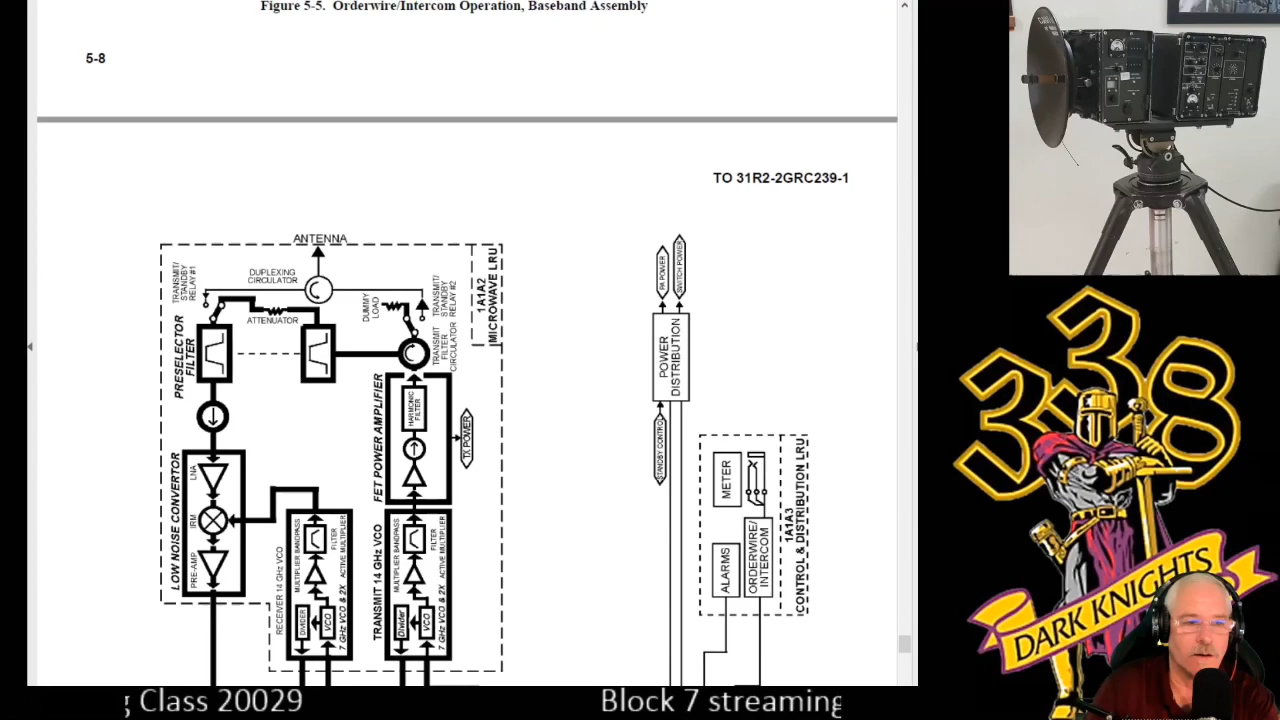 Figure 5-5. Orderwire/Intercom Operation, Baseband Assembly
5-8
TO 31R2-2GRC239-1
ANTENNA
TRANSMIT/
STANDBY
RELAY #1
DUPLEXING
CIRCULATOR
ATTENUATOR
DUMMY
LOAD
TRANSMIT/
STANDBY
RELAY #2
1A1A2
MICROWAVE LRU
PRESELECTOR
FILTER
TRANSMIT
FILTER
CIRCULATOR
FET POWER AMPLIFIER
HARMONIC
FILTER
TX POWER
LOW NOISE CONVERTOR
LNA
IRM
PRE-AMP
RECEIVER 14 GHz VCO
MULTIPLIER BANDPASS
FILTER
DIVIDER
VCO
7 GHz VCO & 2X ACTIVE MULTIPLIER
TRANSMIT 14 GHz VCO
MULTIPLIER BANDPASS
FILTER
Divider
VCO
7 GHz VCO & 2X ACTIVE MULTIPLIER
PA POWER
SWITCH POWER
POWER
DISTRIBUTION
STANDBY CONTROL
METER
ALARMS
ORDERWIRE/
INTERCOM
1A1A3
CONTROL & DISTRIBUTION LRU
338
DARK KNIGHTS
g Class 20029
Block 7 streaming